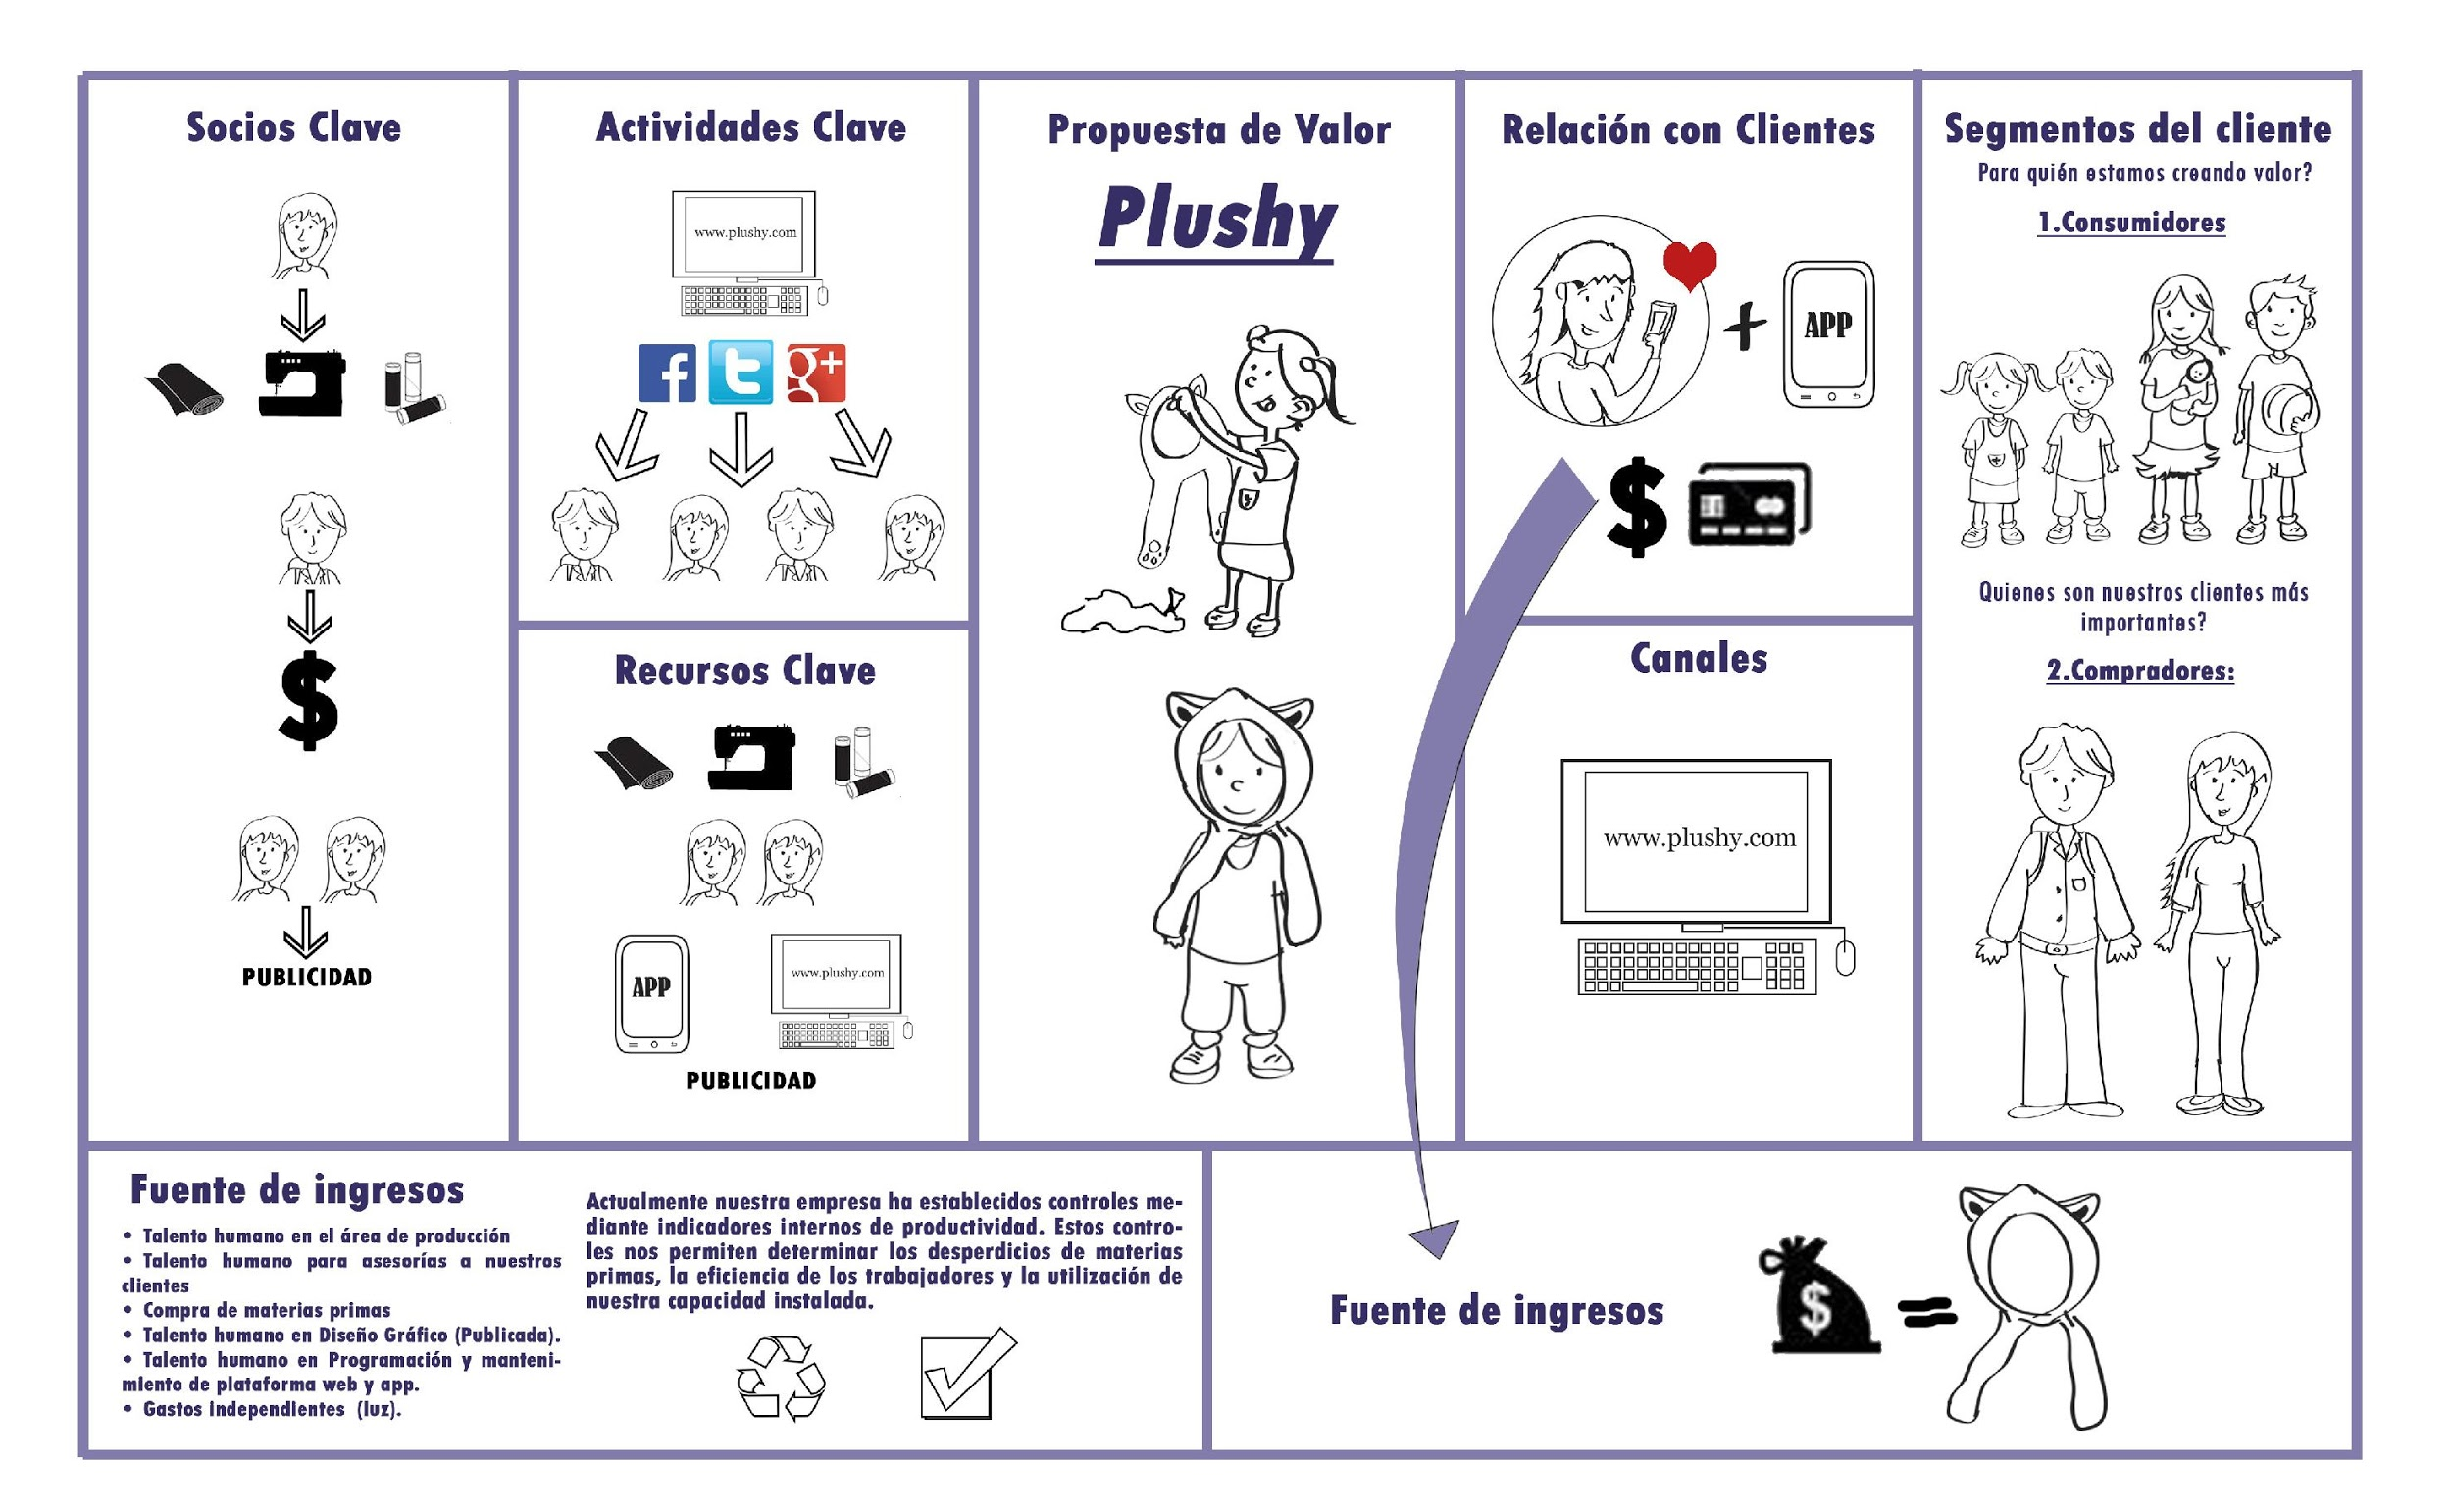 Socios Clave
PUBLICIDAD
Actividades Clave
www.plushy.com
f t g+
Recursos Clave
APP
www.plushy.com
PUBLICIDAD
Propuesta de Valor
Plushy
Relación con Clientes
+ APP
$
Canales
www.plushy.com
Segmentos del cliente
Para quién estamos creando valor?
1.Consumidores
Quienes son nuestros clientes más
importantes?
2.Compradores:
Fuente de ingresos
• Talento humano en el área de producción
• Talento humano para asesorías a nuestros
clientes
• Compra de materias primas
• Talento humano en Diseño Gráfico (Publicada).
• Talento humano en Programación y manteni-
miento de plataforma web y app.
• Gastos independientes (luz).
Actualmente nuestra empresa ha establecidos controles me-
diante indicadores internos de productividad. Estos contro-
les nos permiten determinar los desperdicios de materias
primas, la eficiencia de los trabajadores y la utilización de
nuestra capacidad instalada.
Fuente de ingresos
$ =